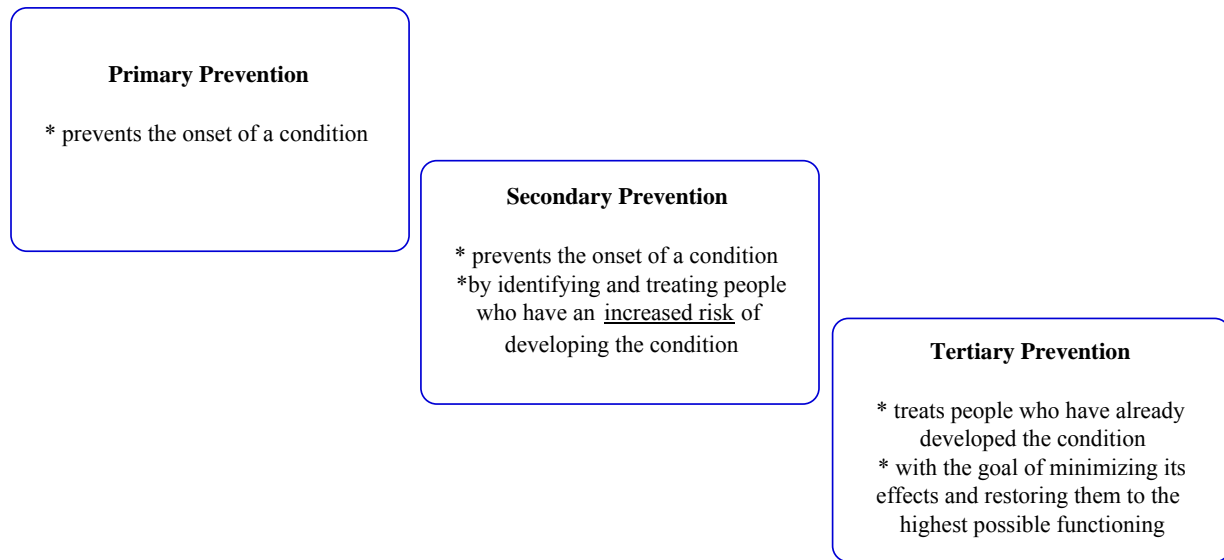 Primary Prevention
* prevents the onset of a condition
Secondary Prevention
* prevents the onset of a condition
*by identifying and treating people
who have an increased risk of
developing the condition
Tertiary Prevention
* treats people who have already
developed the condition
* with the goal of minimizing its
effects and restoring them to the
highest possible functioning